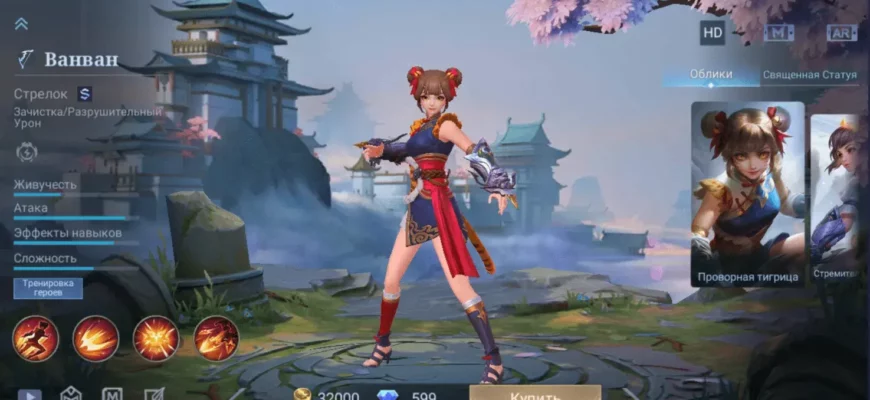 Ванван
HD
M
AR
Стрелок
S
Облики
Священная Статуя
Зачистка/Разрушительный
Урон
Живучесть
Атака
Эффекты навыков
Сложность
Проворная тигрица
Стремит
Тренировка
героев
M
32000
599
Купить